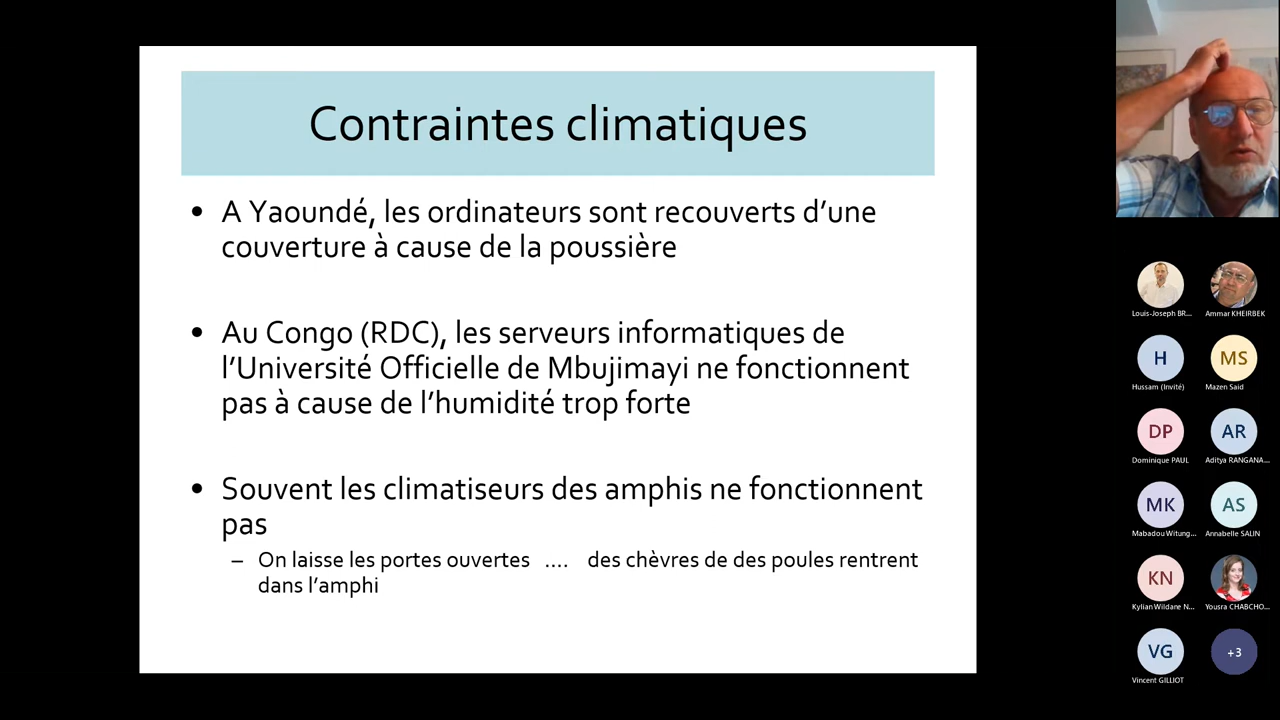 Contraintes climatiques
• A Yaoundé, les ordinateurs sont recouverts d’une
couverture à cause de la poussière
• Au Congo (RDC), les serveurs informatiques de
l’Université Officielle de Mbujimayi ne fonctionnent
pas à cause de l’humidité trop forte
• Souvent les climatiseurs des amphis ne fonctionnent
pas
– On laisse les portes ouvertes .... des chèvres de des poules rentrent
dans l’amphi
Louis-Joseph BR...
Ammar KHEIRBEK
H
MS
Hussam (Invité)
Mazen Said
DP
AR
Dominique PAUL
Aditya RANGANA...
MK
AS
Mabadou Witung...
Annabelle SALIN
KN
Kylian Wildane N...
Yousra CHABCHO...
VG
+3
Vincent GILLIOT